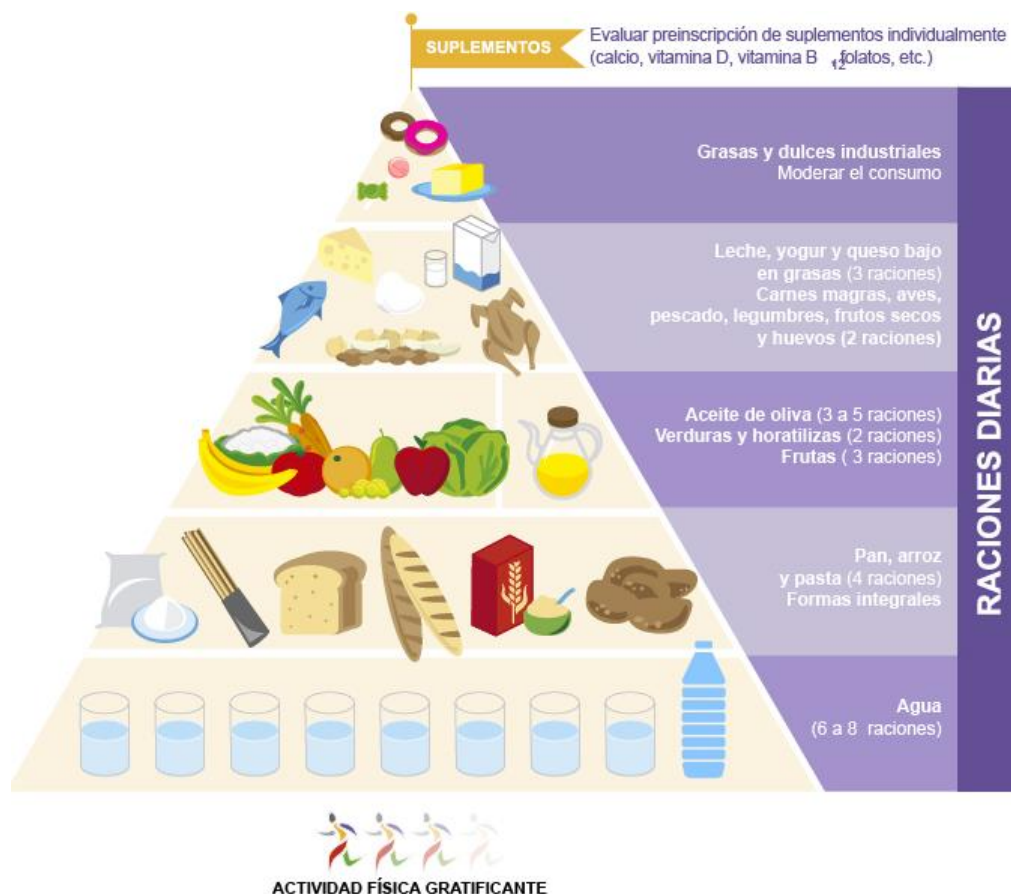 SUPLEMENTOS
Evaluar preinscripción de suplementos individualmente
(calcio, vitamina D, vitamina B 12, folatos, etc.)
Grasas y dulces industriales
Moderar el consumo
Leche, yogur y queso bajo
en grasas (3 raciones)
Carnes magras, aves,
pescado, legumbres, frutos secos
y huevos (2 raciones)
Aceite de oliva (3 a 5 raciones)
Verduras y horatilizas (2 raciones)
Frutas ( 3 raciones)
Pan, arroz
y pasta (4 raciones)
Formas integrales
Agua
(6 a 8 raciones)
RACIONES DIARIAS
ACTIVIDAD FÍSICA GRATIFICANTE